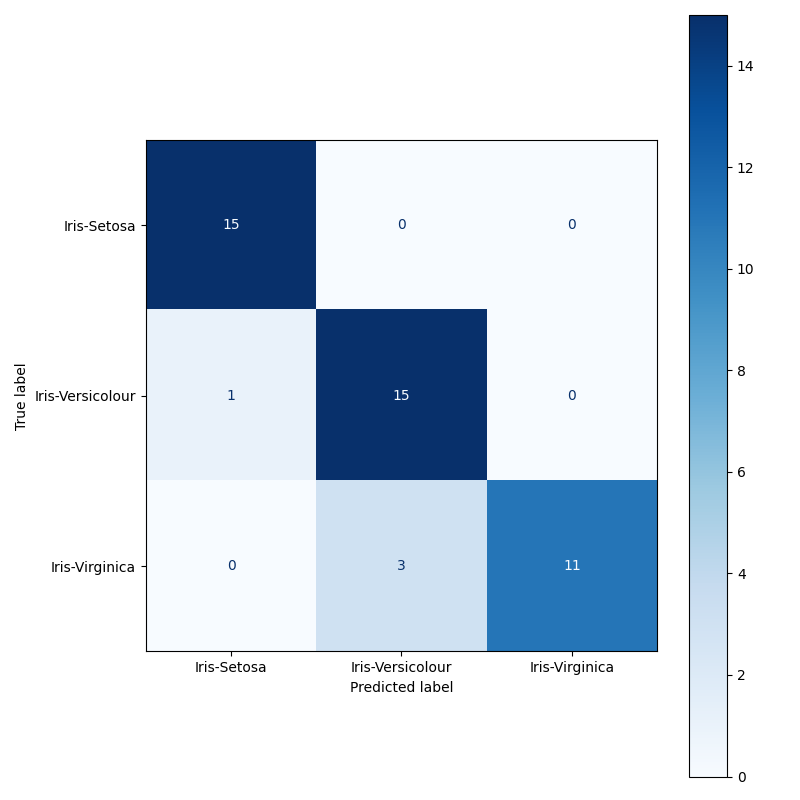 Iris-Setosa 15 0 0
Iris-Versicolour 1 15 0
Iris-Virginica 0 3 11
Iris-Setosa Iris-Versicolour Iris-Virginica
Predicted label
True label
14
12
10
8
6
4
2
0